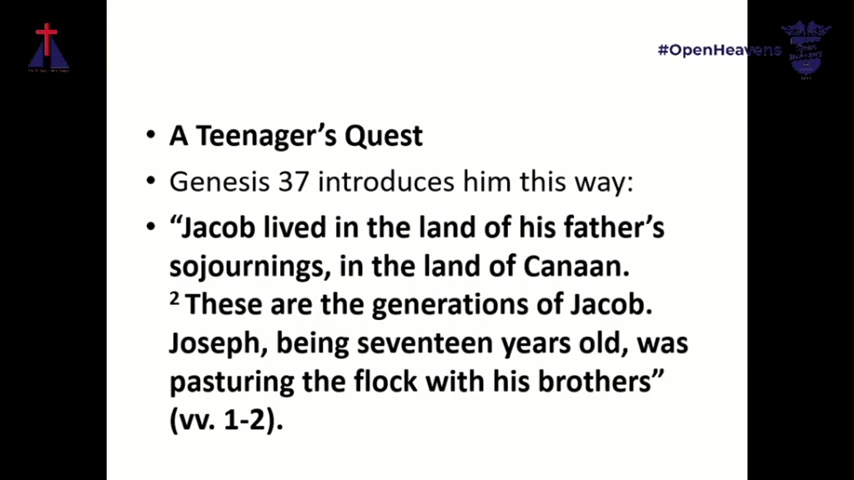 #OpenHeavens
• A Teenager’s Quest
• Genesis 37 introduces him this way:
• “Jacob lived in the land of his father’s
sojournings, in the land of Canaan.
2 These are the generations of Jacob.
Joseph, being seventeen years old, was
pasturing the flock with his brothers”
(vv. 1-2).